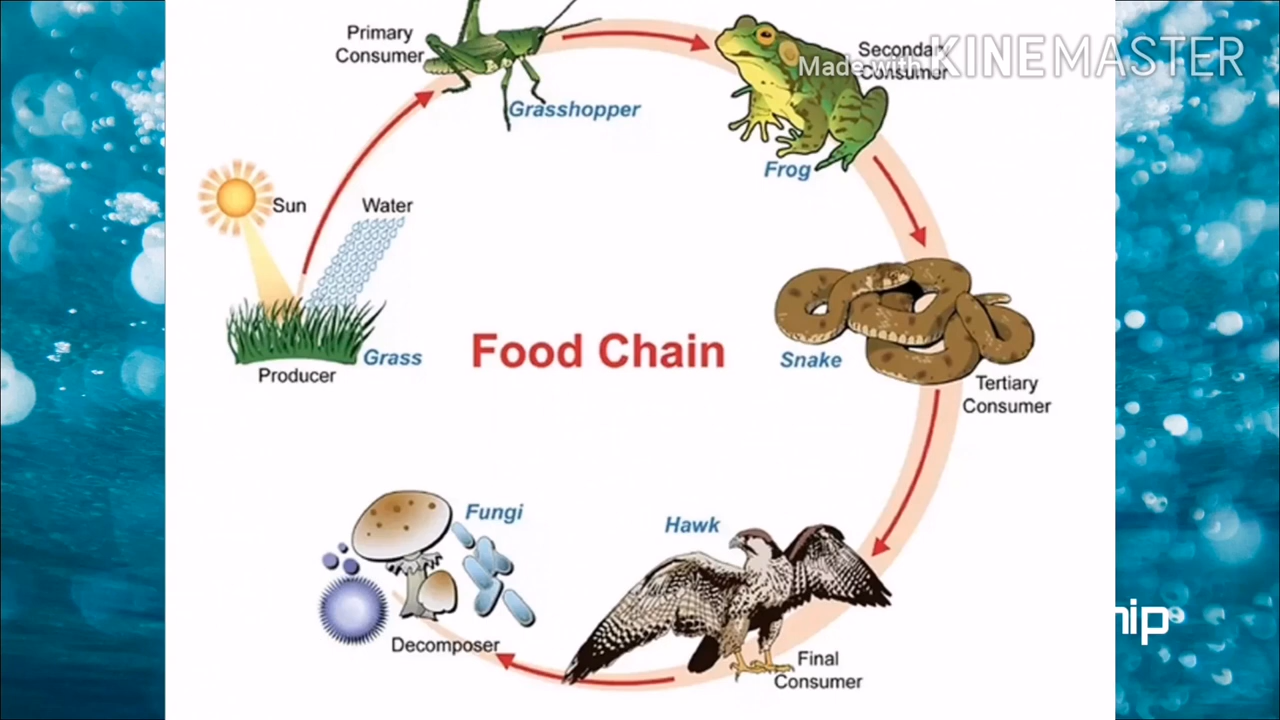 Primary
Consumer
Grasshopper
Secondary
Consumer
Made with KINEMASTER
Frog
Sun
Water
Grass
Producer
Food Chain
Snake
Tertiary
Consumer
Fungi
Hawk
Decomposer
Final
Consumer